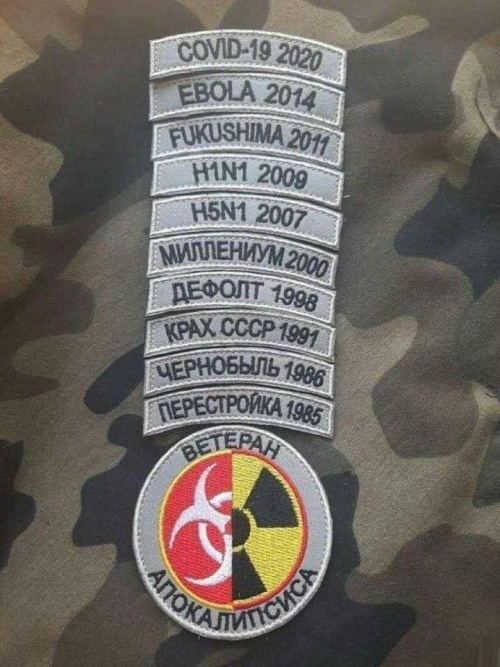 COVID-19 2020
EBOLA 2014
FUKUSHIMA 2011
H1N1 2009
H5N1 2007
МИЛЛЕНИУМ 2000
ДЕФОЛТ 1998
КРАХ СССР 1991
ЧЕРНОБЫЛЬ 1986
ПЕРЕСТРОЙКА 1985
ВЕТЕРАН
АПОКАЛИПСИСА